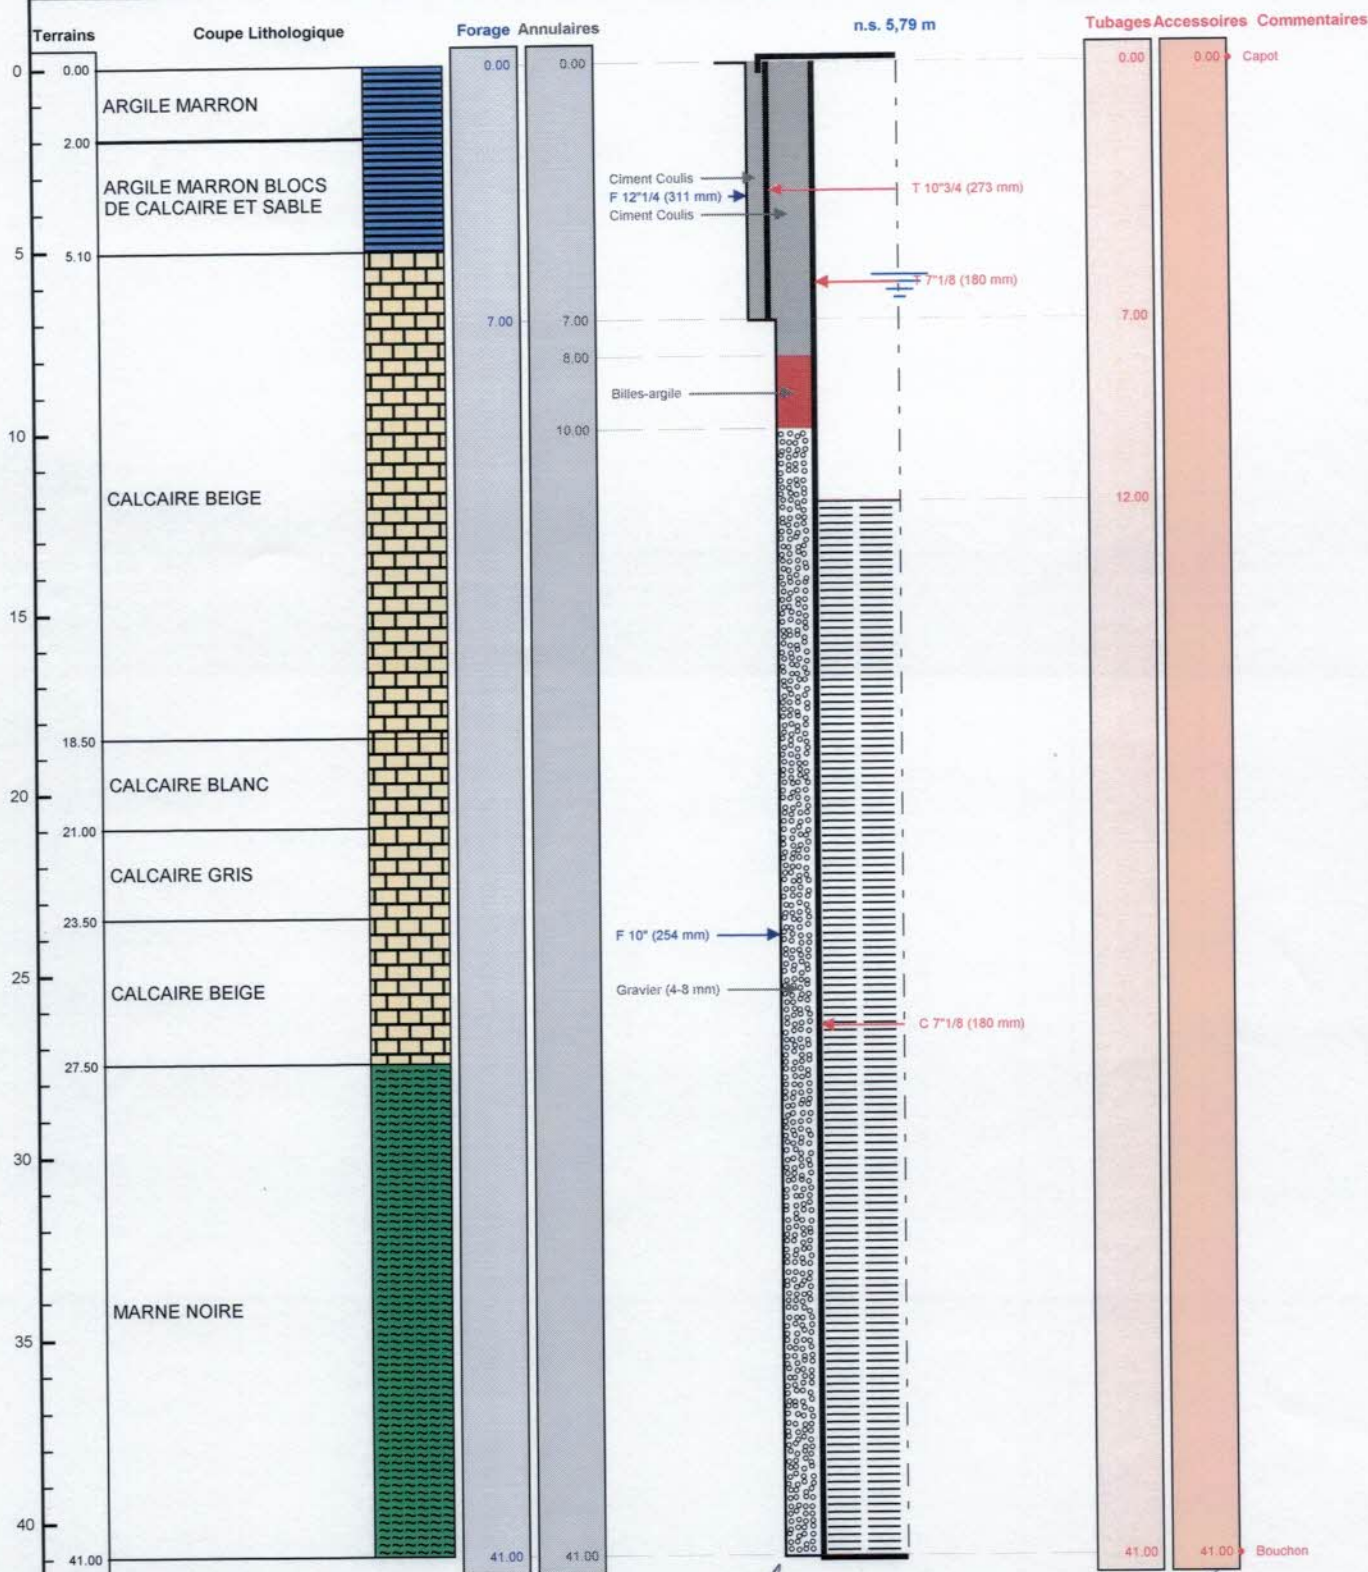 n.s. 5,79 m
Terrains Coupe Lithologique Forage Annulaires Tubages Accessoires Commentaires
0 0.00 0.00 0.00 0.00 0.00 Capot
ARGILE MARRON
2.00
Ciment Coulis
ARGILE MARRON BLOCS
DE CALCAIRE ET SABLE
T 10"3/4 (273 mm)
F 12"1/4 (311 mm)
Ciment Coulis
5 5.10
T 7"1/8 (180 mm)
7.00 7.00 7.00
8.00
Billes-argile
10 10.00
CALCAIRE BEIGE
12.00
15
18.50
CALCAIRE BLANC
20
21.00
CALCAIRE GRIS
23.50
F 10" (254 mm)
25
CALCAIRE BEIGE
Gravier (4-8 mm)
C 7"1/8 (180 mm)
27.50
30
MARNE NOIRE
35
40
41.00 41.00 41.00 41.00 41.00 Bouchon